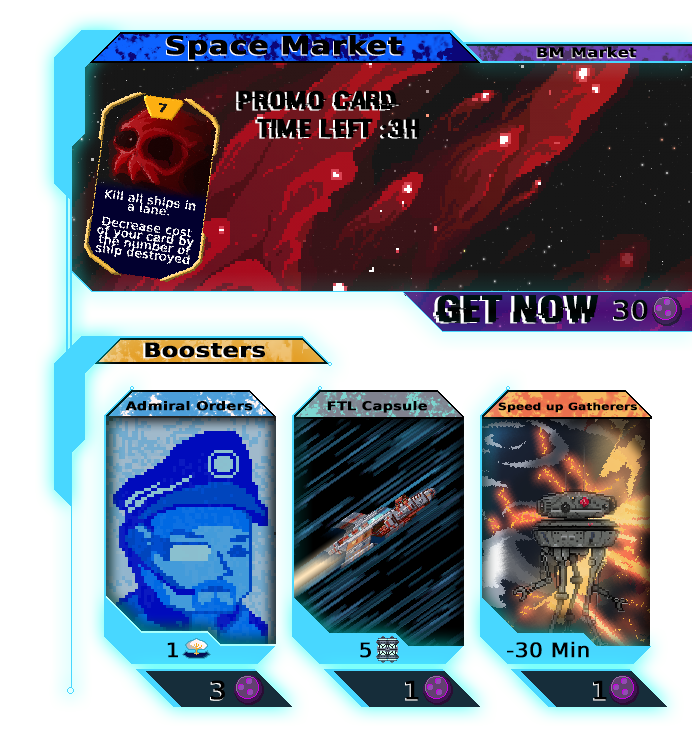 Space Market
BM Market
PROMO CARD
TIME LEFT :3H
7
Kill all ships in
a lane.
Decrease cost
of your card by
the number of
ship destroyed
GET NOW 30
Boosters
Admiral Orders
FTL Capsule
Speed up Gatherers
1
5
-30 Min
3
1
1